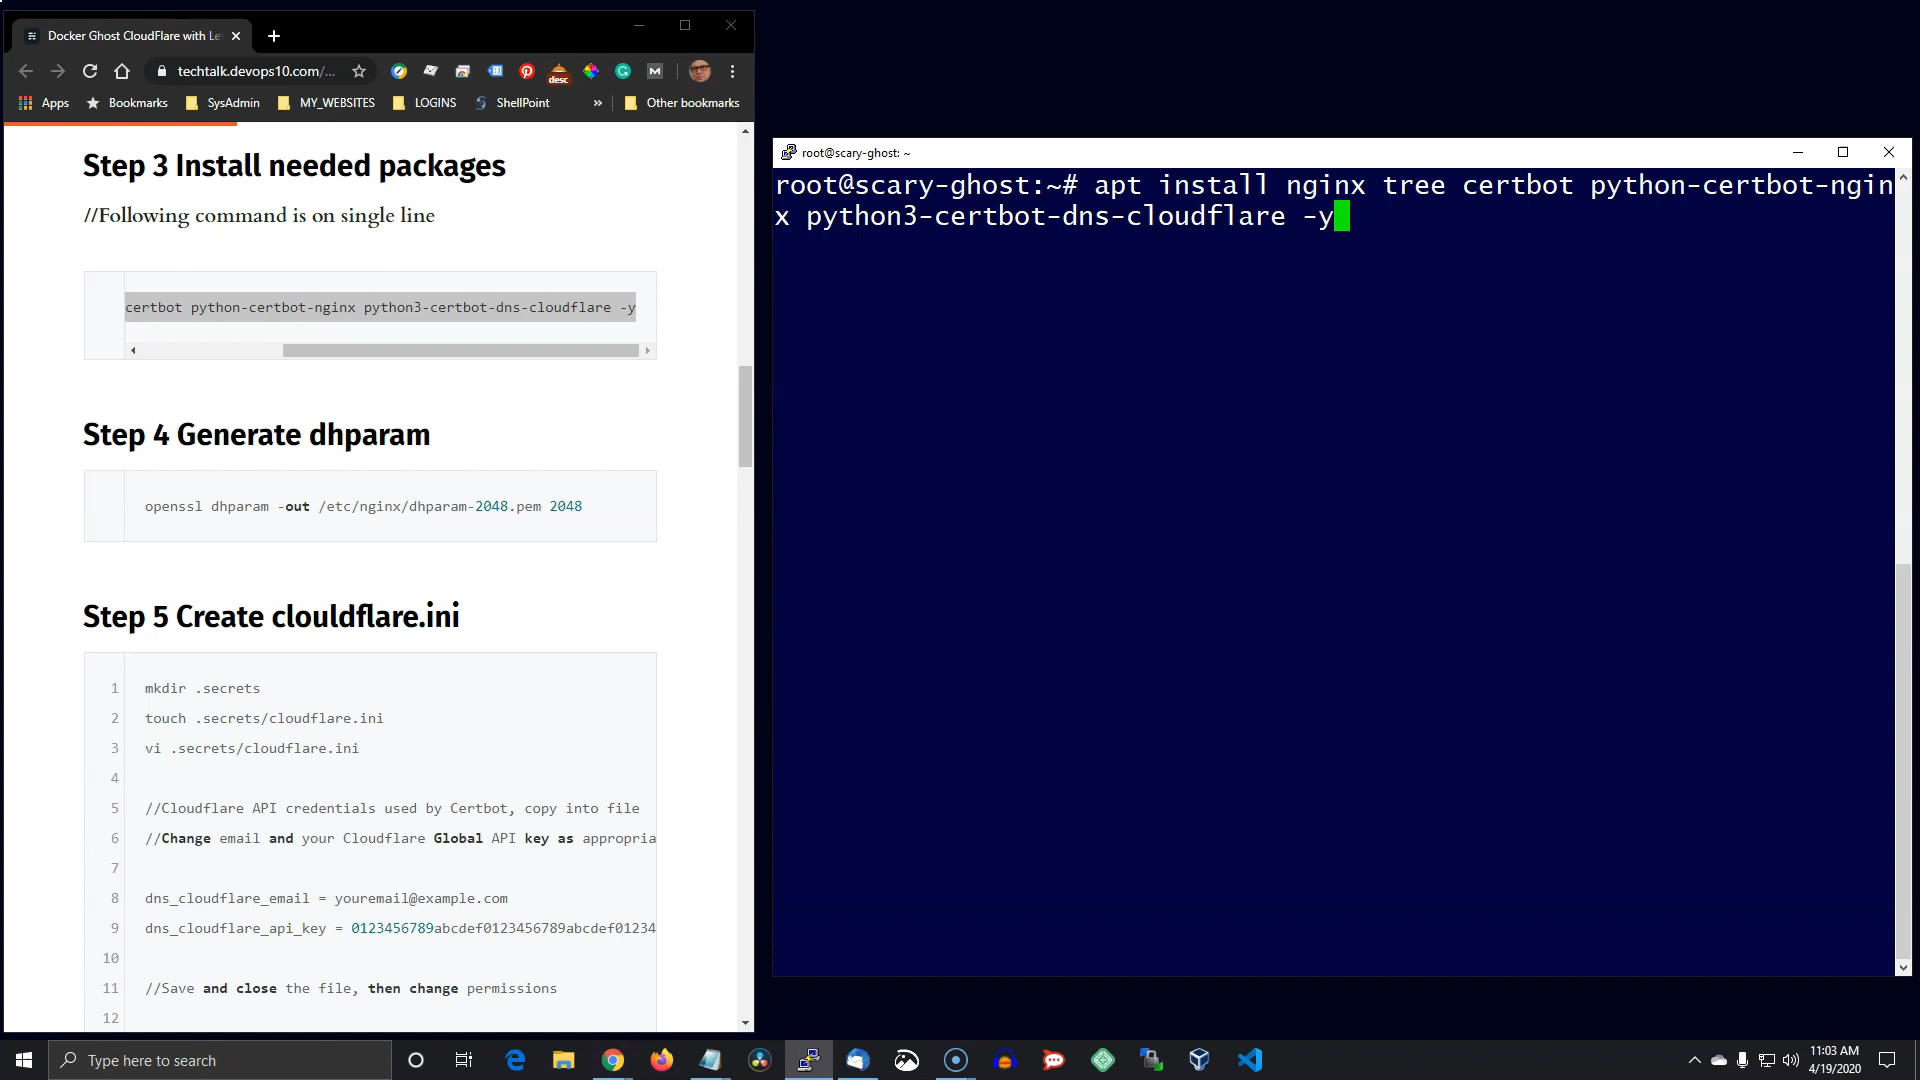 Docker Ghost CloudFlare with Le
techtalk.devops10.com/...
desc
Apps
Bookmarks
SysAdmin
MY_WEBSITES
LOGINS
ShellPoint
»
Other bookmarks
Step 3 Install needed packages
//Following command is on single line
certbot python-certbot-nginx python3-certbot-dns-cloudflare -y
Step 4 Generate dhparam
openssl dhparam -out /etc/nginx/dhparam-2048.pem 2048
Step 5 Create clouldflare.ini
1 mkdir .secrets
2 touch .secrets/cloudflare.ini
3 vi .secrets/cloudflare.ini
4
5 //Cloudflare API credentials used by Certbot, copy into file
6 //Change email and your Cloudflare Global API key as appropria
7
8 dns_cloudflare_email = youremail@example.com
9 dns_cloudflare_api_key = 0123456789abcdef0123456789abcdef01234
10
11 //Save and close the file, then change permissions
12
root@scary-ghost: ~
root@scary-ghost:~# apt install nginx tree certbot python-certbot-ngin
x python3-certbot-dns-cloudflare -y
Type here to search
11:03 AM
4/19/2020